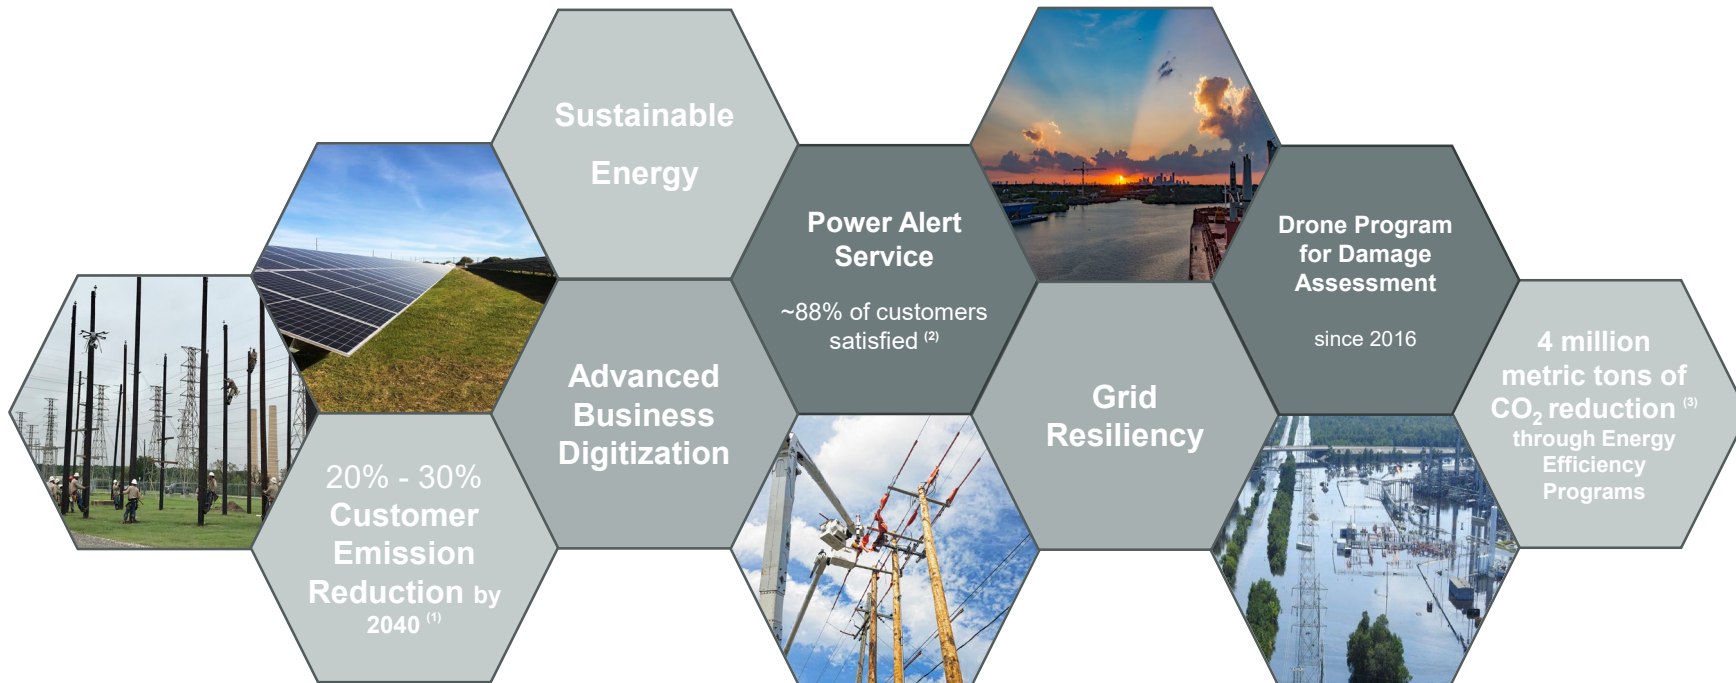 Sustainable
Energy
Power Alert
Service
~88% of customers
satisfied (2)
Drone Program
for Damage
Assessment
since 2016
4 million
metric tons of
CO2 reduction (3)
through Energy
Efficiency
Programs
Advanced
Business
Digitization
Grid
Resiliency
20% - 30%
Customer
Emission
Reduction by
2040 (1)